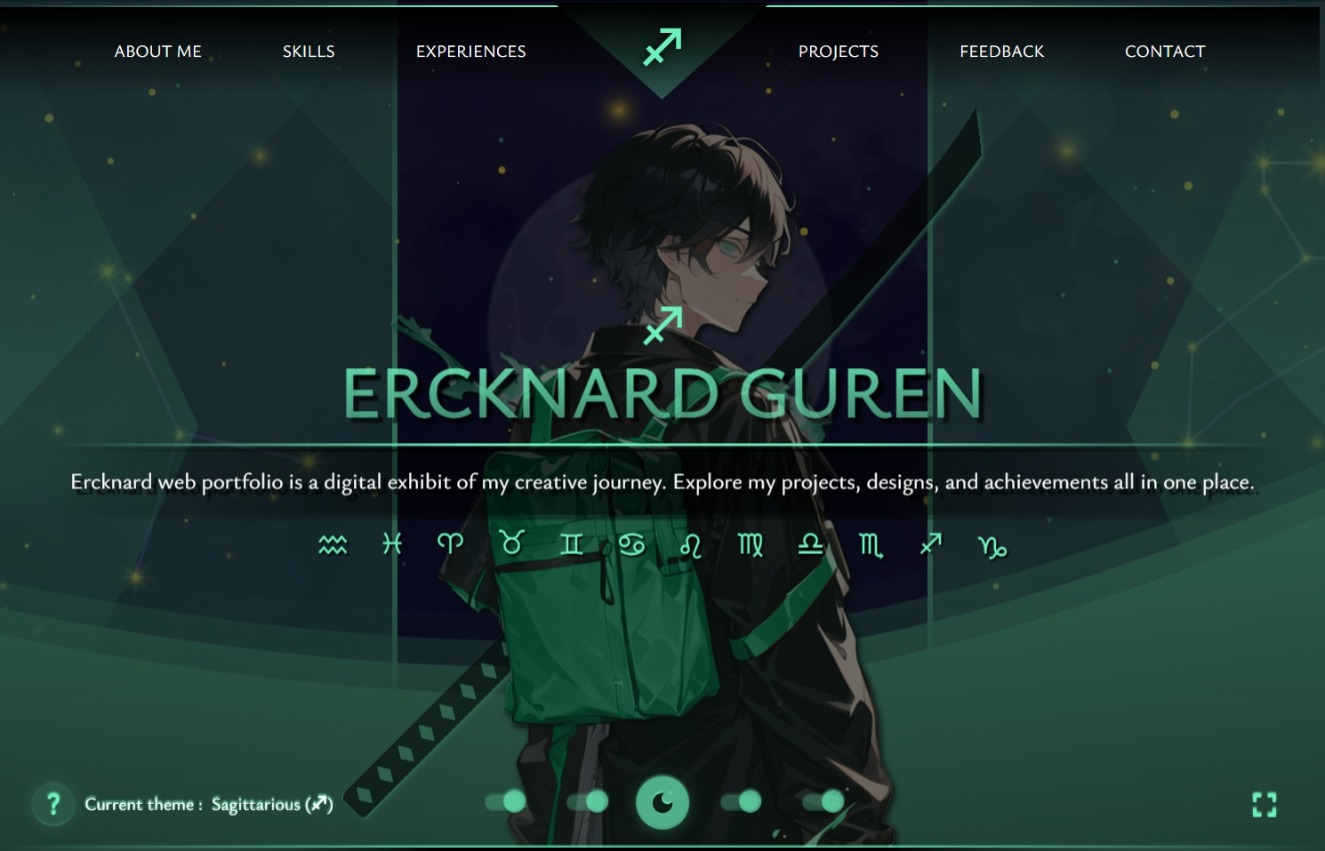 ABOUT ME SKILLS EXPERIENCES ♐ PROJECTS FEEDBACK CONTACT
♐
ERCKNARD GUREN
Ercknard web portfolio is a digital exhibit of my creative journey. Explore my projects, designs, and achievements all in one place.
♒ ♓ ♈ ♉ ♊ ♋ ♌ ♍ ♎ ♏ ♐ ♑
? Current theme : Sagittarious (♐)